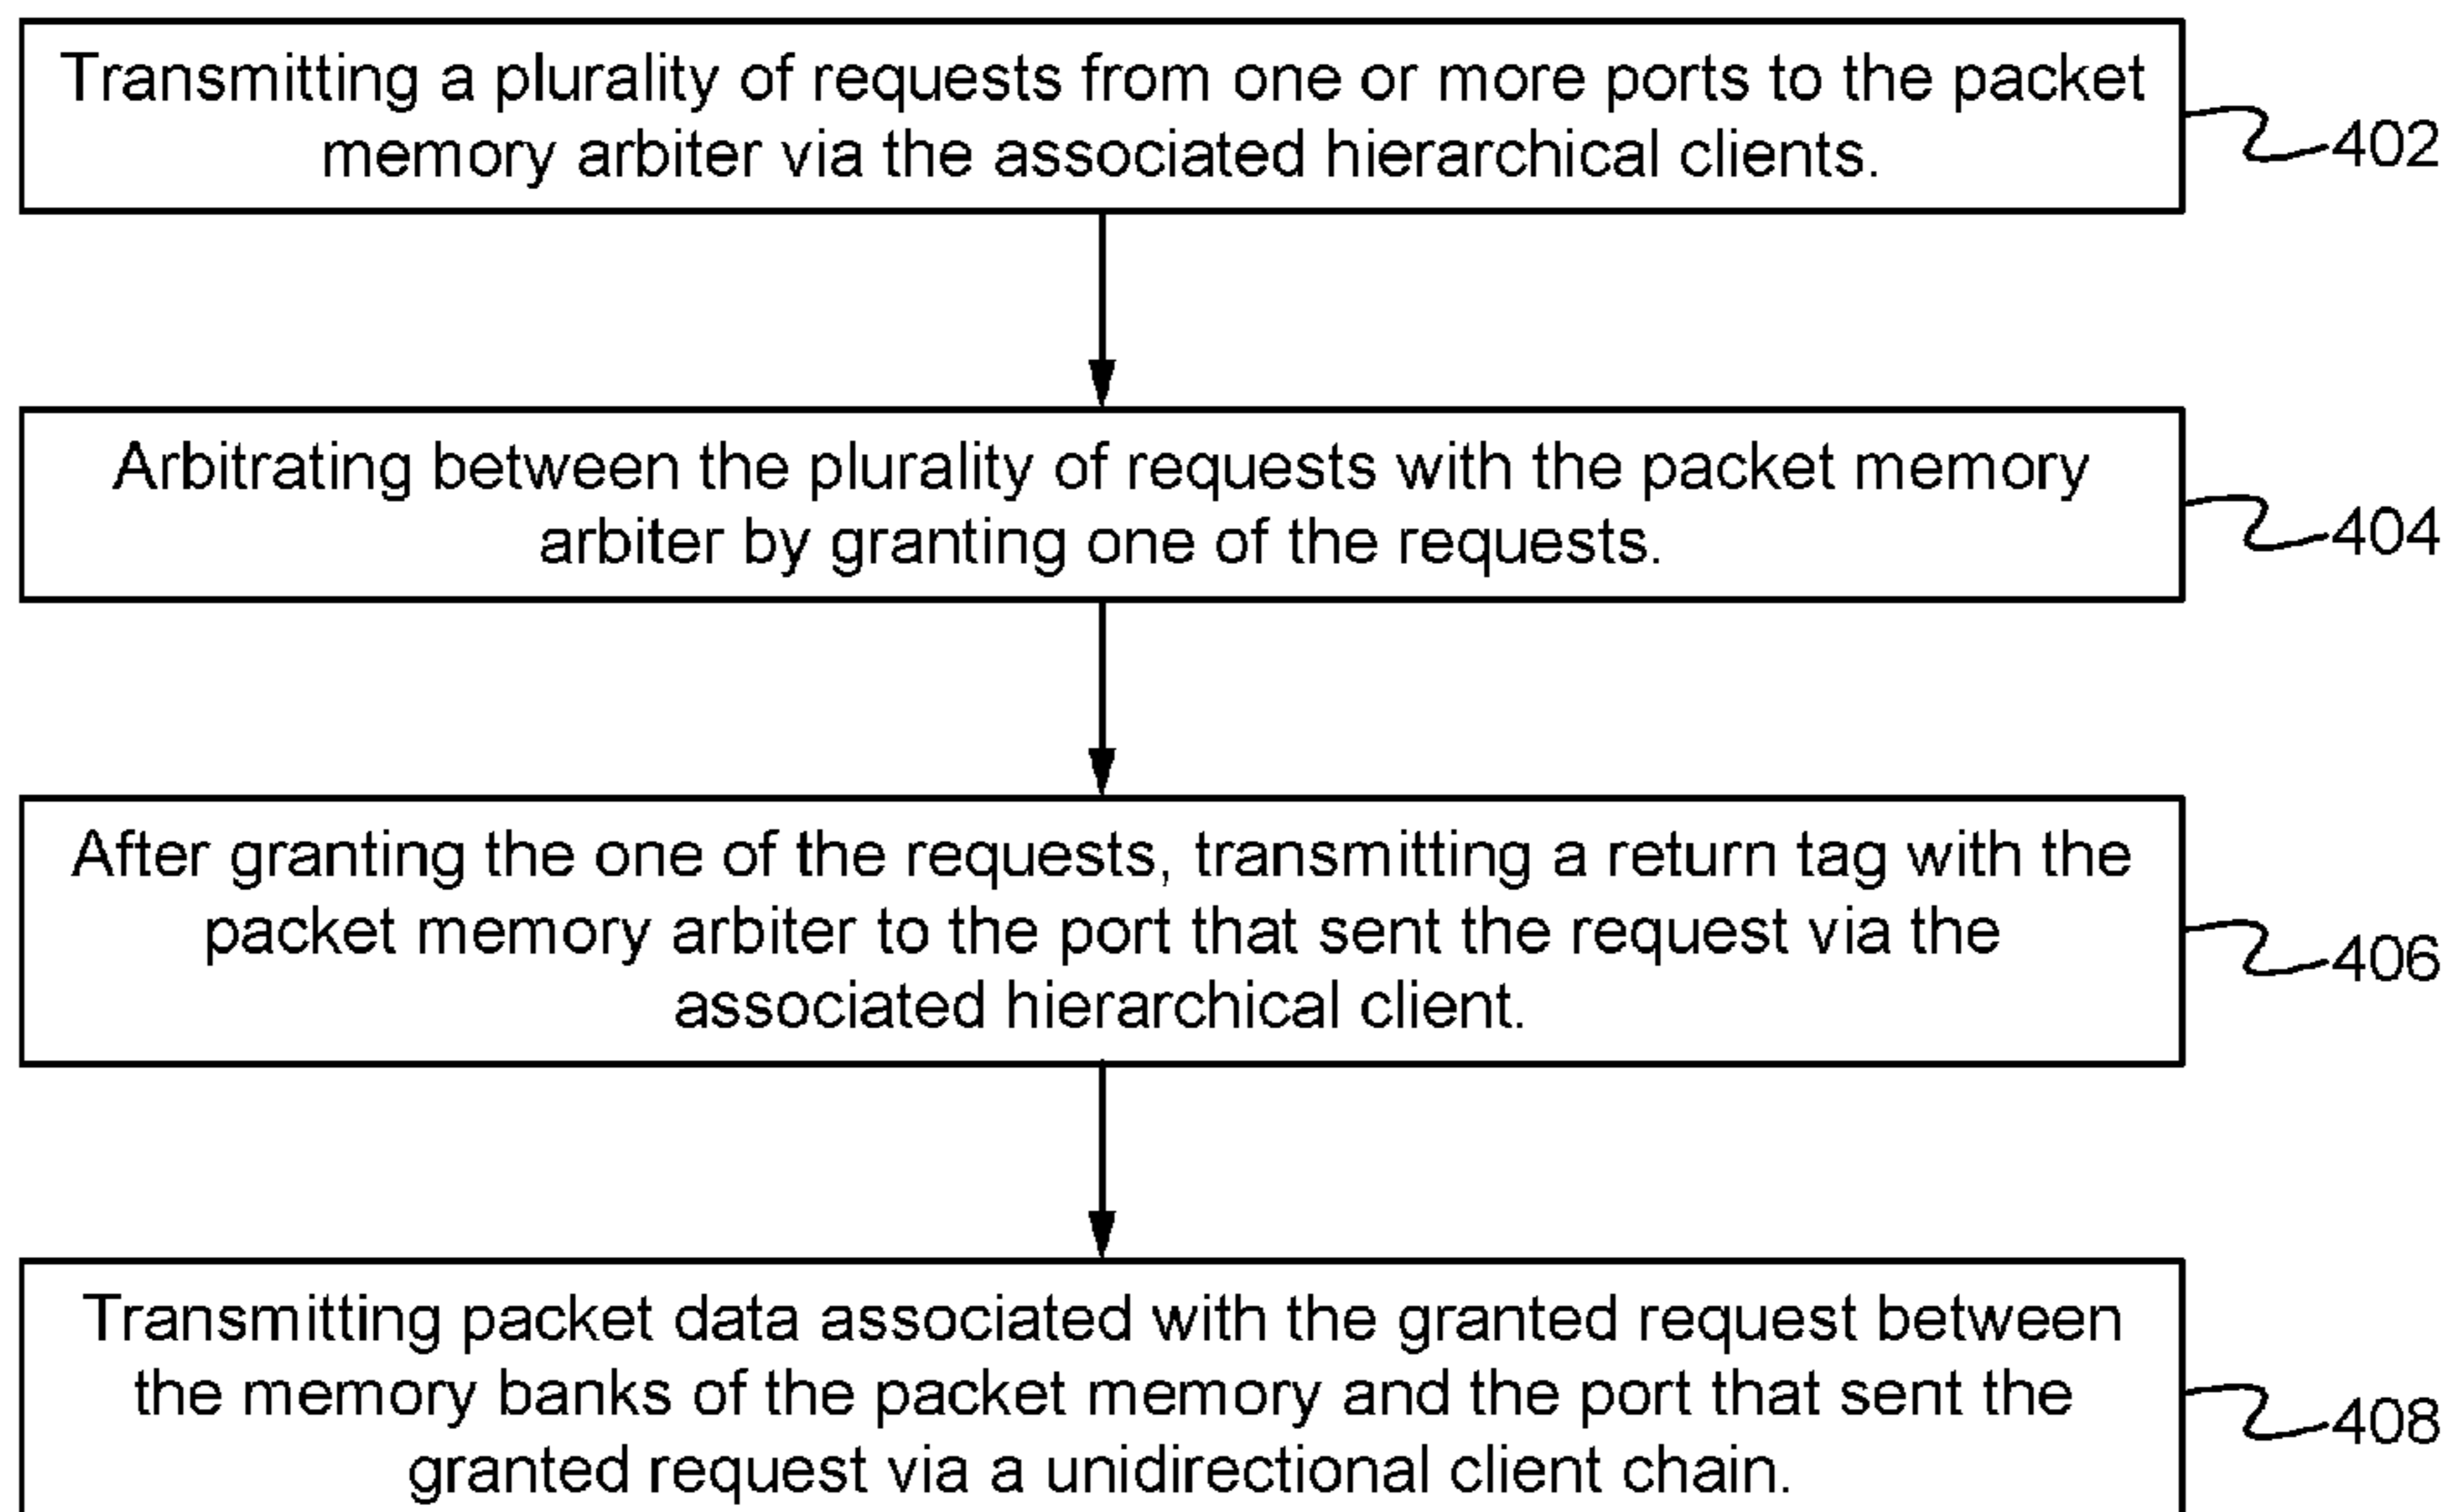 Transmitting a plurality of requests from one or more ports to the packet
memory arbiter via the associated hierarchical clients.
402
Arbitrating between the plurality of requests with the packet memory
arbiter by granting one of the requests.
404
After granting the one of the requests, transmitting a return tag with the
packet memory arbiter to the port that sent the request via the
associated hierarchical client.
406
Transmitting packet data associated with the granted request between
the memory banks of the packet memory and the port that sent the
granted request via a unidirectional client chain.
408